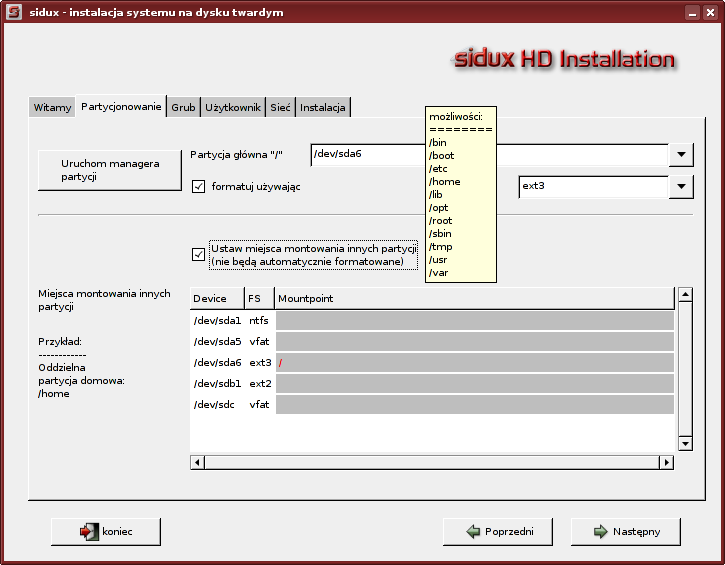 sidux - instalacja systemu na dysku twardym
sidux HD Installation
Witamy Partycjonowanie Grub Użytkownik Sieć Instalacja
Uruchom managera
partycji
Partycja główna "/"
/dev/sda6
formatuj używając
ext3
możliwości:
========
/bin
/boot
/etc
/home
/lib
/opt
/root
/sbin
/tmp
/usr
/var
Ustaw miejsca montowania innych partycji
(nie będą automatycznie formatowane)
Miejsca montowania innych
partycji
Przykład:
------------
Oddzielna
partycja domowa:
/home
Device FS Mountpoint
/dev/sda1 ntfs
/dev/sda5 vfat
/dev/sda6 ext3 /
/dev/sdb1 ext2
/dev/sdc vfat
koniec
Poprzedni
Następny